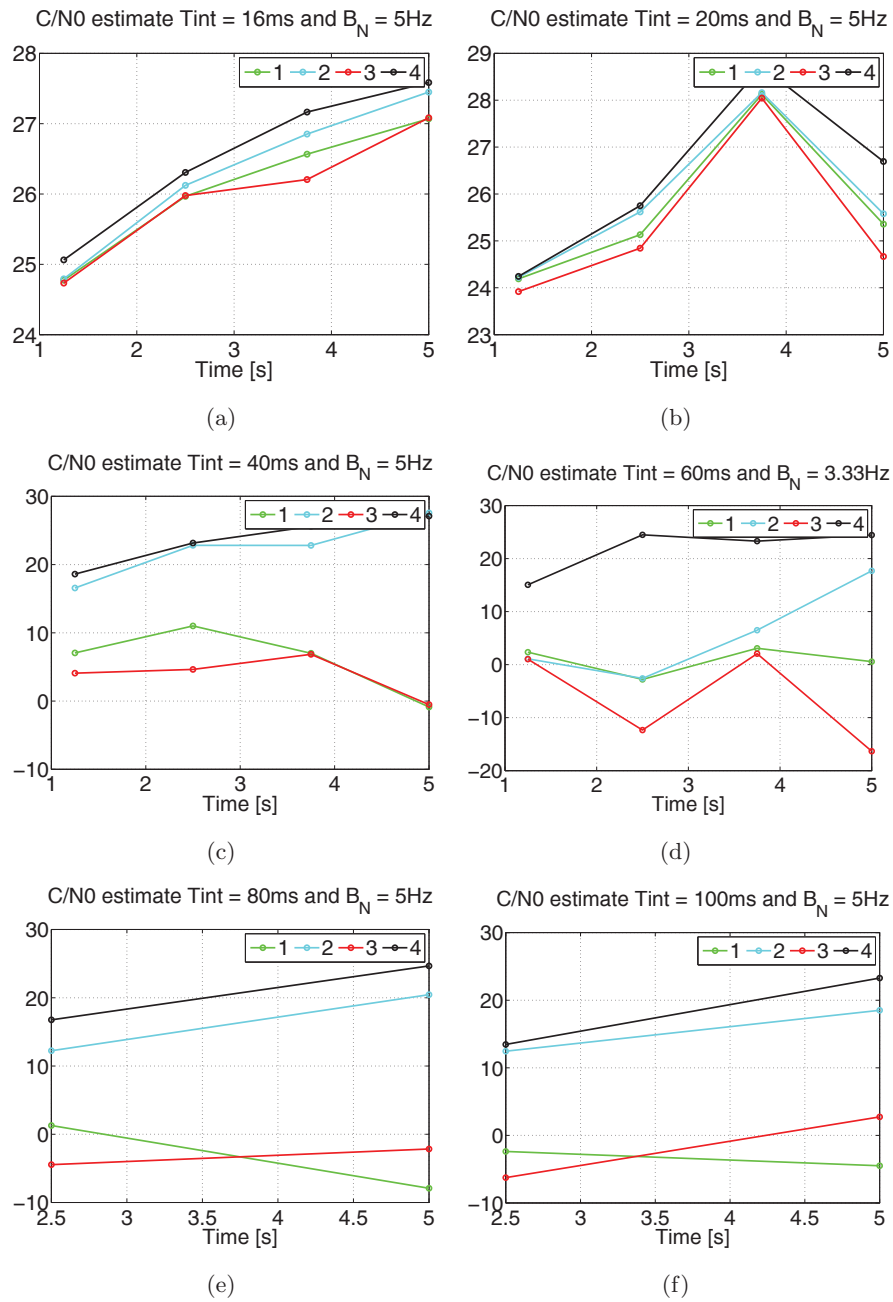 C/N0 estimate Tint = 16ms and B_N = 5Hz
28
27
26
25
24
1 2 3 4
1 2 3 4 5
Time [s]
(a)
C/N0 estimate Tint = 20ms and B_N = 5Hz
29
28
27
26
25
24
23
1 2 3 4
1 2 3 4 5
Time [s]
(b)
C/N0 estimate Tint = 40ms and B_N = 5Hz
30
20
10
0
−10
1 2 3 4
1 2 3 4 5
Time [s]
(c)
C/N0 estimate Tint = 60ms and B_N = 3.33Hz
30
20
10
0
−10
−20
1 2 3 4
1 2 3 4 5
Time [s]
(d)
C/N0 estimate Tint = 80ms and B_N = 5Hz
30
20
10
0
−10
1 2 3 4
2.5 3 3.5 4 4.5 5
Time [s]
(e)
C/N0 estimate Tint = 100ms and B_N = 5Hz
30
20
10
0
−10
1 2 3 4
2.5 3 3.5 4 4.5 5
Time [s]
(f)